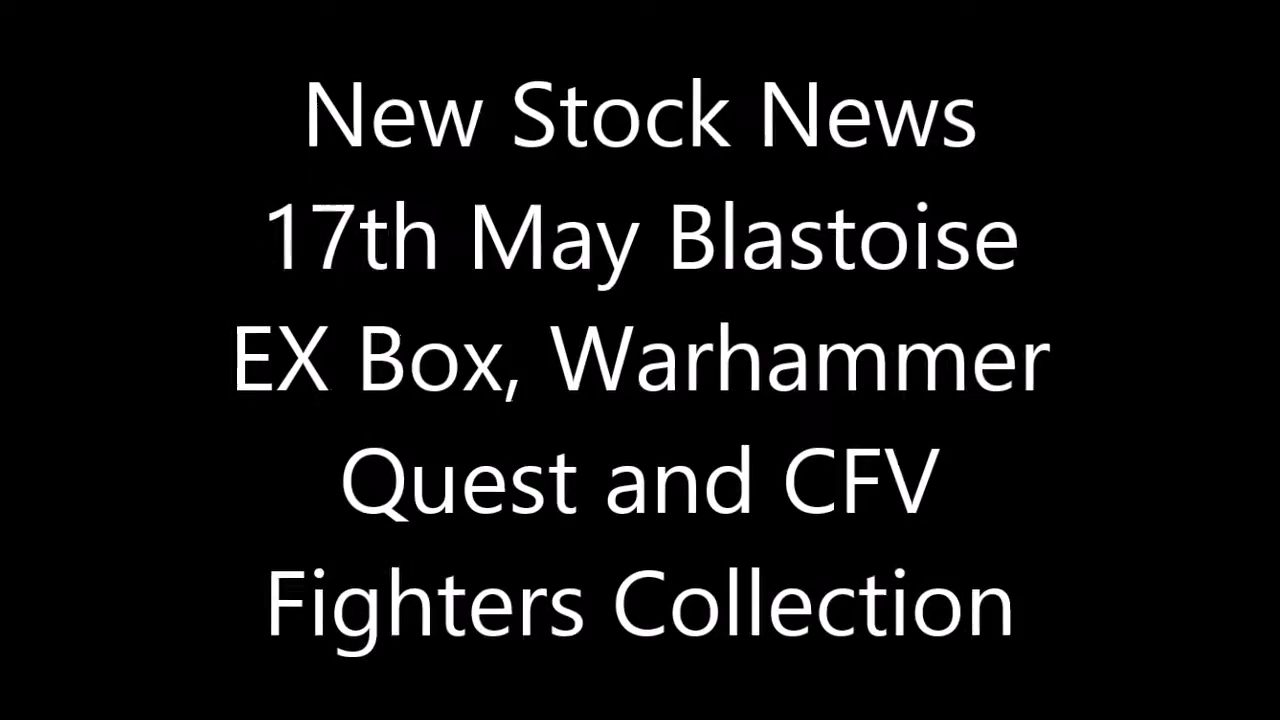 New Stock News
17th May Blastoise
EX Box, Warhammer
Quest and CFV
Fighters Collection